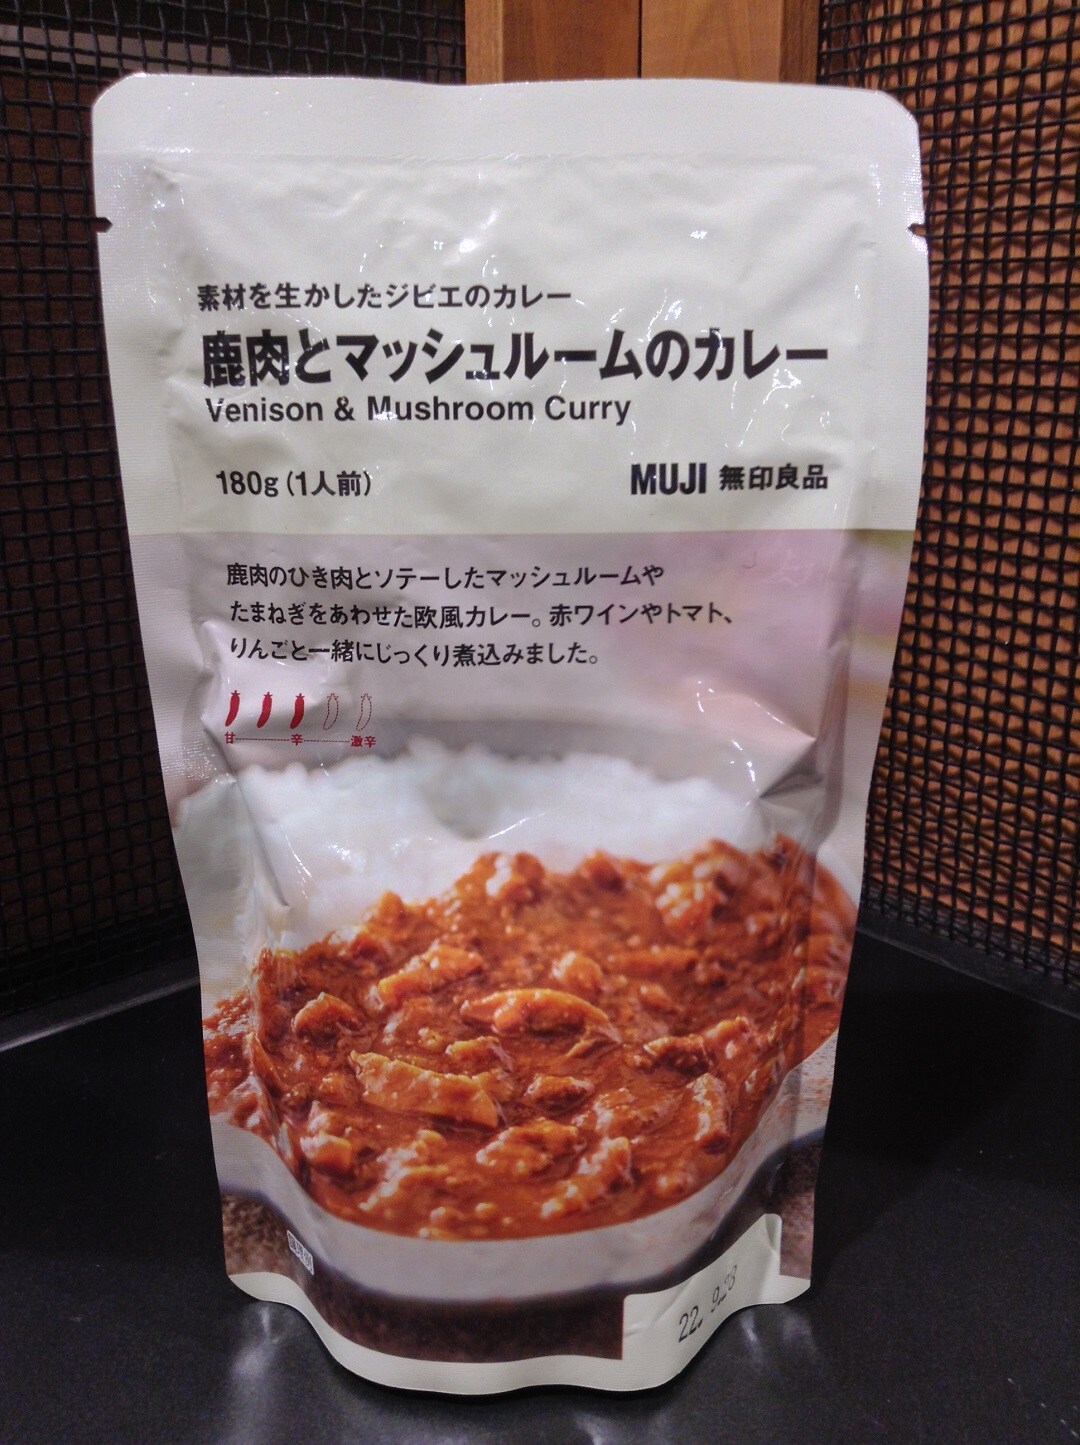 素材を生かしたジビエのカレー
鹿肉とマッシュルームのカレー
Venison & Mushroom Curry
180g (1人前)
MUJI 無印良品
鹿肉のひき肉とソテーしたマッシュルームや
たまねぎをあわせた欧風カレー。赤ワインやトマト、
りんごと一緒にじっくり煮込みました。
甘 辛 激辛
22. 9.